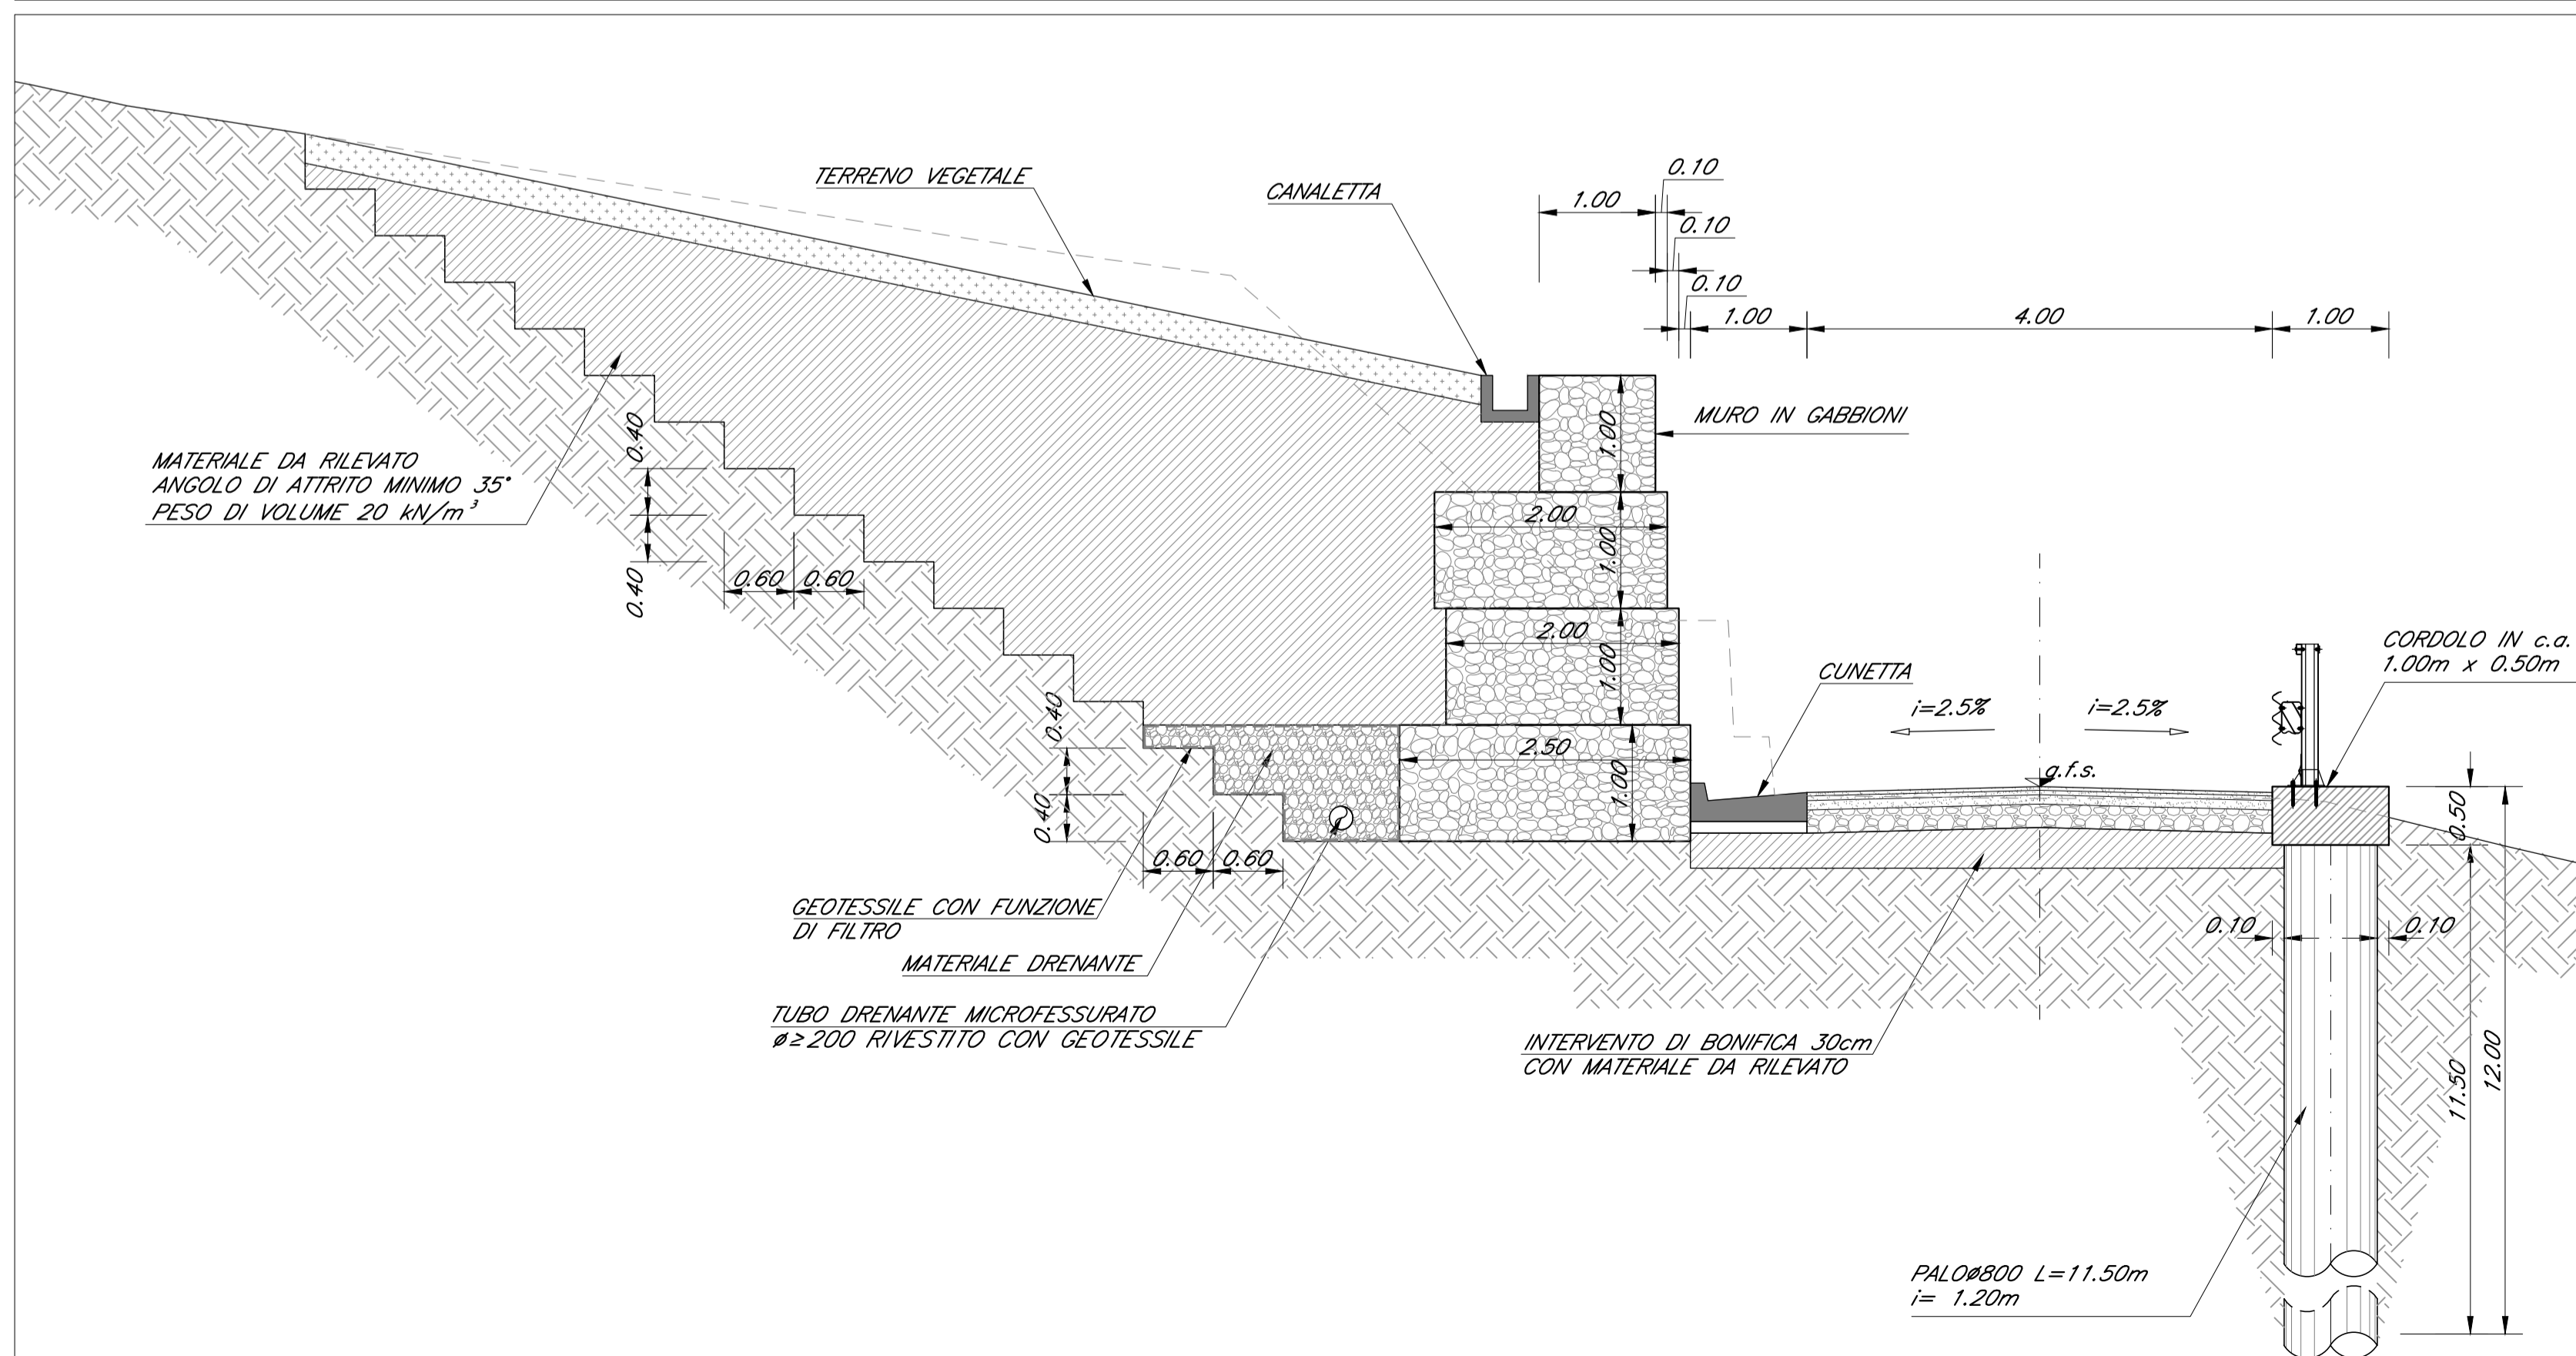 0.10
1.00
0.10
0.10
TERRENO VEGETALE
CANALETTA
1.00
4.00
1.00
MURO IN GABBIONI
1.00
MATERIALE DA RILEVATO
ANGOLO DI ATTRITO MINIMO 35°
PESO DI VOLUME 20 kN/m³
0.40
0.40
0.60
0.60
2.00
1.00
2.00
1.00
CUNETTA
CORDOLO IN c.a.
1.00m x 0.50m
i=2.5%
i=2.5%
q.f.s.
0.40
0.40
2.50
1.00
0.50
0.60
0.60
GEOTESSILE CON FUNZIONE
DI FILTRO
MATERIALE DRENANTE
0.10
0.10
TUBO DRENANTE MICROFESSURATO
ø≥200 RIVESTITO CON GEOTESSILE
INTERVENTO DI BONIFICA 30cm
CON MATERIALE DA RILEVATO
11.50
12.00
PALOø800 L=11.50m
i= 1.20m